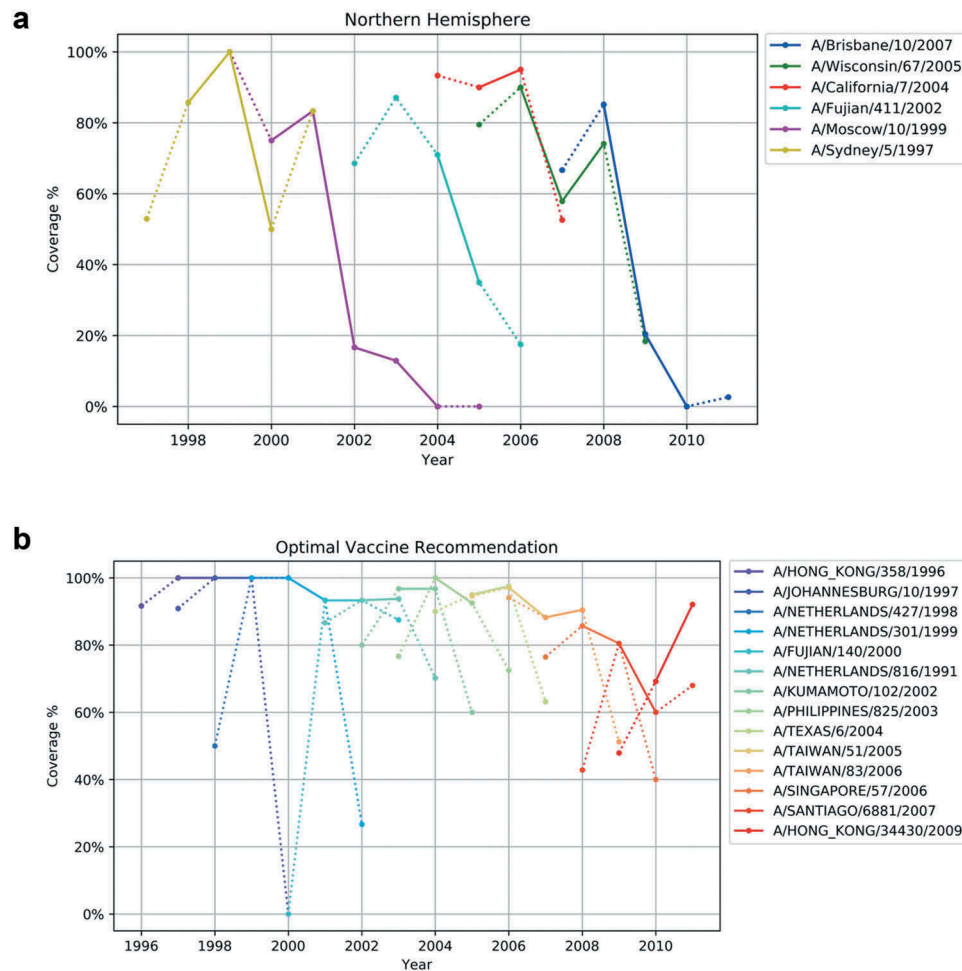 a
Northern Hemisphere
100%
80%
60%
40%
20%
0%
Coverage %
1998 2000 2002 2004 2006 2008 2010
Year
A/Brisbane/10/2007
A/Wisconsin/67/2005
A/California/7/2004
A/Fujian/411/2002
A/Moscow/10/1999
A/Sydney/5/1997
b
Optimal Vaccine Recommendation
100%
80%
60%
40%
20%
0%
Coverage %
1996 1998 2000 2002 2004 2006 2008 2010
Year
A/HONG_KONG/358/1996
A/JOHANNESBURG/10/1997
A/NETHERLANDS/427/1998
A/NETHERLANDS/301/1999
A/FUJIAN/140/2000
A/NETHERLANDS/816/1991
A/KUMAMOTO/102/2002
A/PHILIPPINES/825/2003
A/TEXAS/6/2004
A/TAIWAN/51/2005
A/TAIWAN/83/2006
A/SINGAPORE/57/2006
A/SANTIAGO/6881/2007
A/HONG_KONG/34430/2009